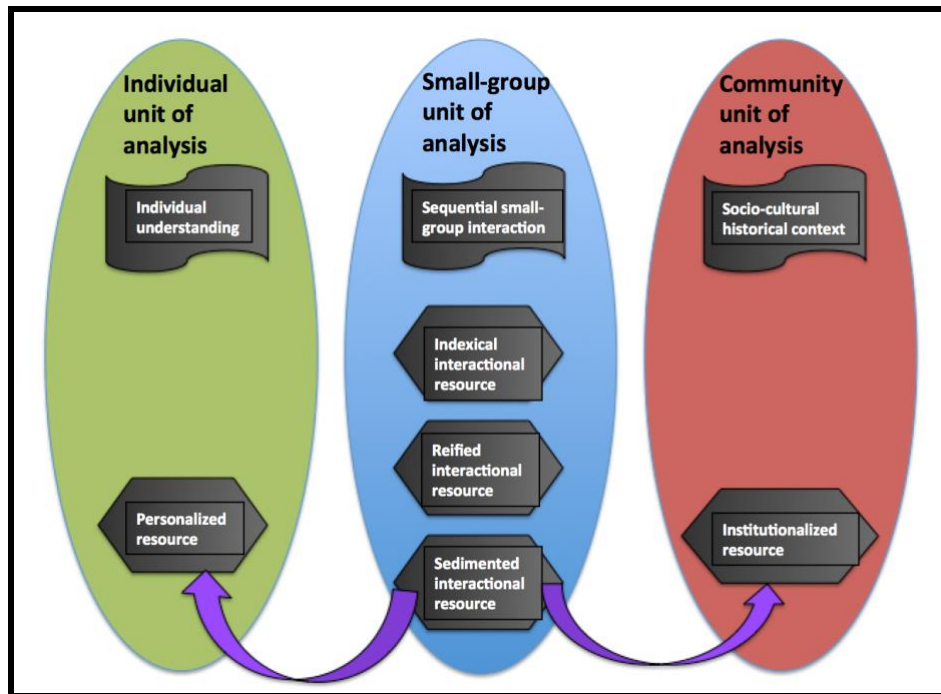 Individual
unit of
analysis
Individual
understanding
Personalized
resource
Small-group
unit of
analysis
Sequential small-
group interaction
Indexical
interactional
resource
Reified
interactional
resource
Sedimented
interactional
resource
Community
unit of
analysis
Socio-cultural
historical context
Institutionalized
resource